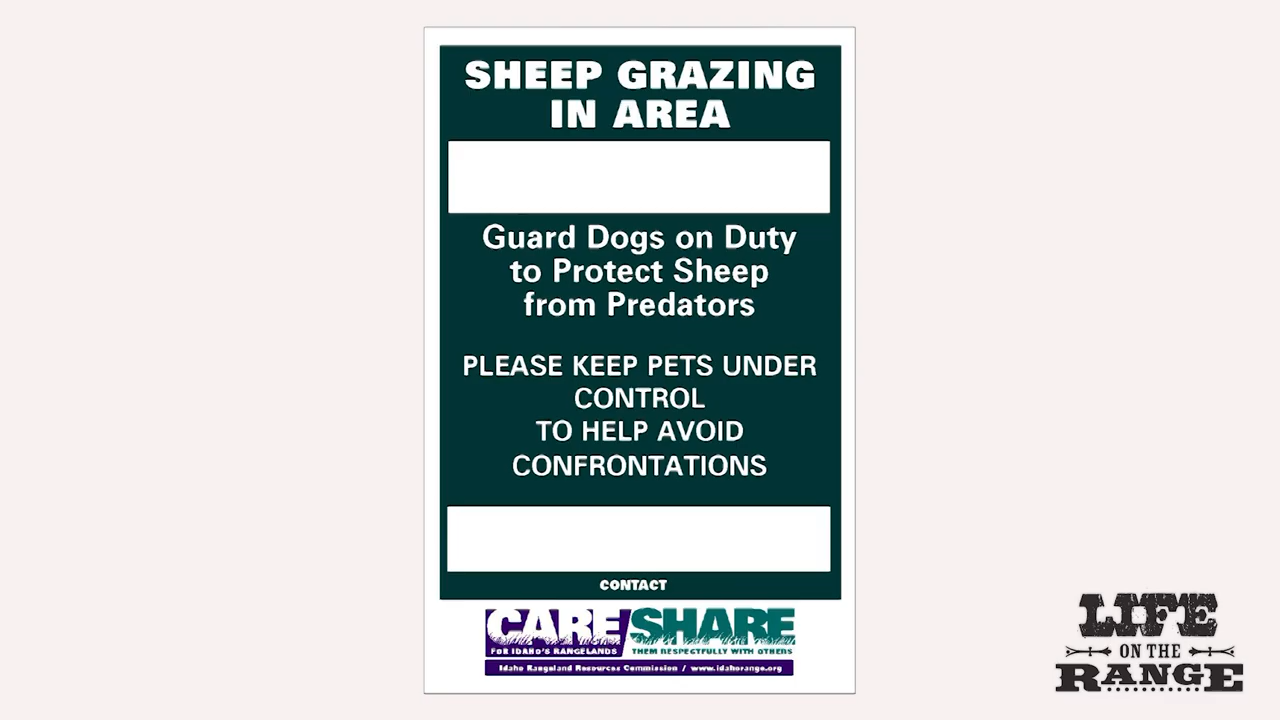 SHEEP GRAZING
IN AREA
Guard Dogs on Duty
to Protect Sheep
from Predators
PLEASE KEEP PETS UNDER
CONTROL
TO HELP AVOID
CONFRONTATIONS
CONTACT
CARE/SHARE
FOR IDAHO'S RANGELANDS THEM RESPECTFULLY WITH OTHERS
Idaho Rangeland Resources Commission / www.idahorange.org
LIFE
ON THE
RANGE